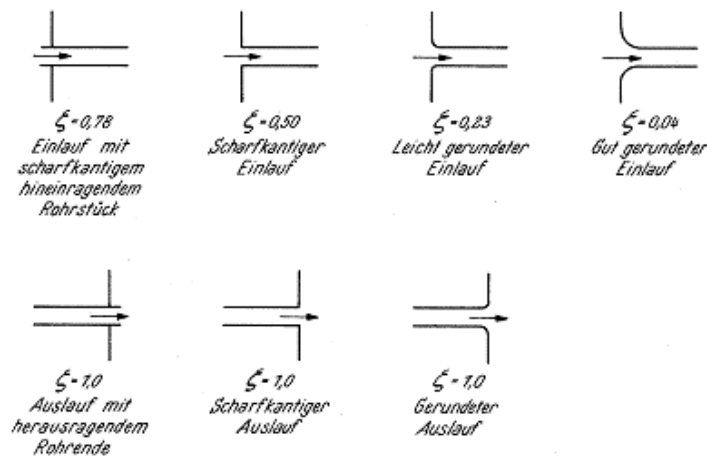 ξ=0,78
Einlauf mit
scharfkantigem
hineinragendem
Rohrstück
ξ=0,50
Scharfkantiger
Einlauf
ξ=0,23
Leicht gerundeter
Einlauf
ξ=0,04
Gut gerundeter
Einlauf
ξ=1,0
Auslauf mit
herausragendem
Rohrende
ξ=1,0
Scharfkantiger
Auslauf
ξ=1,0
Gerundeter
Auslauf